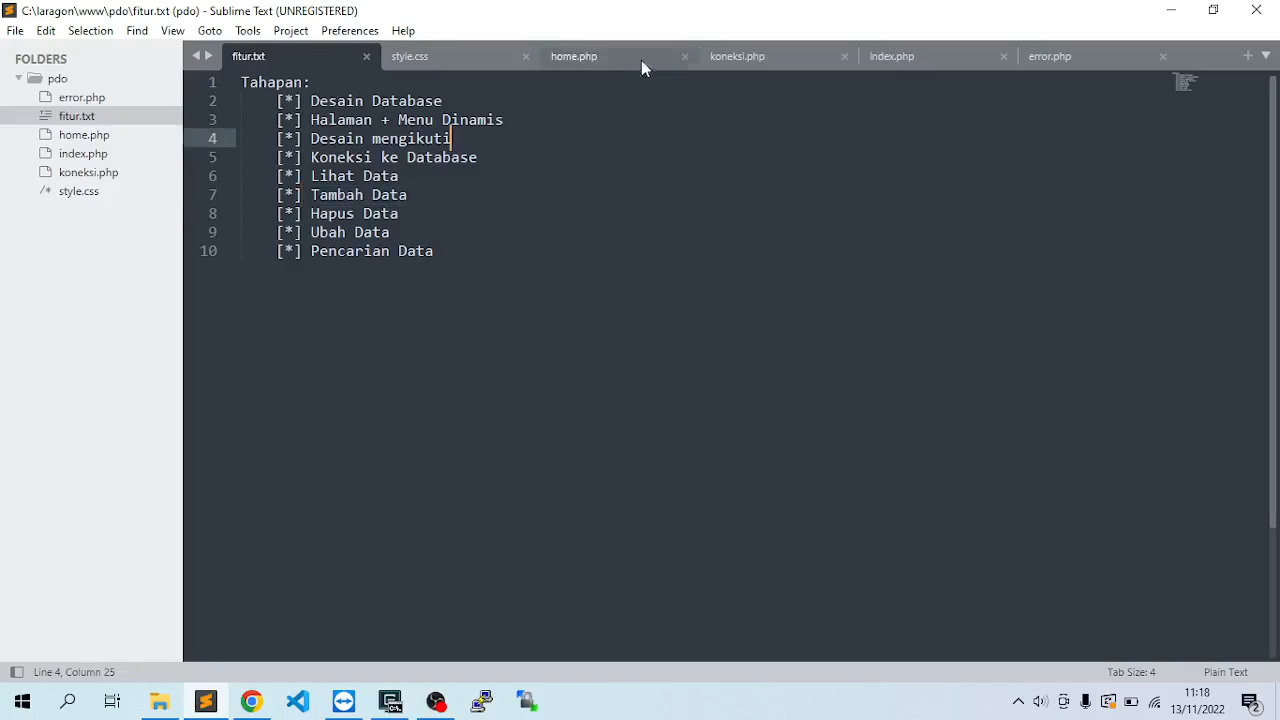 C:\laragon\www\pdo\fitur.txt (pdo) - Sublime Text (UNREGISTERED)
File Edit Selection Find View Goto Tools Project Preferences Help
FOLDERS
pdo
error.php
fitur.txt
home.php
index.php
koneksi.php
style.css
fitur.txt style.css home.php koneksi.php index.php error.php
1 Tahapan:
2 [*] Desain Database
3 [*] Halaman + Menu Dinamis
4 [*] Desain mengikuti
5 [*] Koneksi ke Database
6 [*] Lihat Data
7 [*] Tambah Data
8 [*] Hapus Data
9 [*] Ubah Data
10 [*] Pencarian Data
Line 4, Column 25 Tab Size: 4 Plain Text
11:18
13/11/2022
2